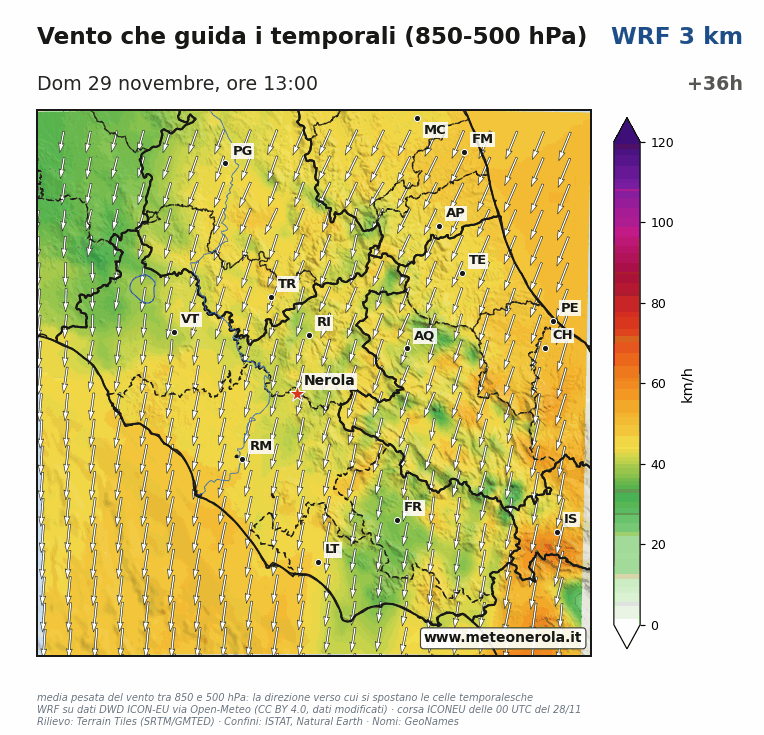 Vento che guida i temporali (850-500 hPa) WRF 3 km
Dom 29 novembre, ore 13:00 +36h
MC
FM
PG
AP
TE
TR
PE
VT
RI
AQ
CH
Nerola
RM
FR
IS
LT
www.meteonerola.it
120
100
80
60
40
20
0
km/h
media pesata del vento tra 850 e 500 hPa: la direzione verso cui si spostano le celle temporalesche
WRF su dati DWD ICON-EU via Open-Meteo (CC BY 4.0, dati modificati) · corsa ICONEU delle 00 UTC del 28/11
Rilievo: Terrain Tiles (SRTM/GMTED) · Confini: ISTAT, Natural Earth · Nomi: GeoNames